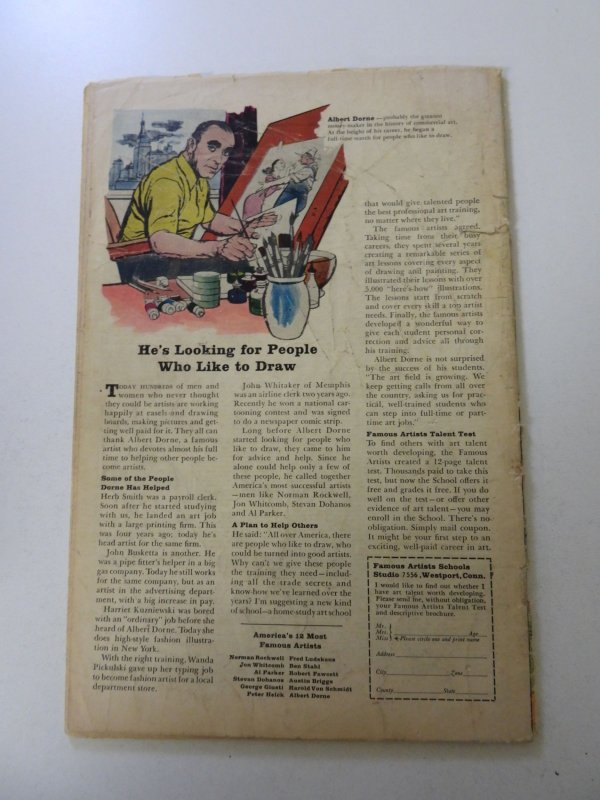 Albert Dorne —probably the greatest
money-maker in the history of commercial art.
At the height of his career, he began a
full-time search for people who like to draw.
He's Looking for People
Who Like to Draw
TODAY HUNDREDS of men and
women who never thought
they could be artists are working
happily at easels and drawing
boards, making pictures and get-
ting well paid for it. They all can
thank Albert Dorne, a famous
artist who devotes almost his full
time to helping other people be-
come artists.
Some of the People
Dorne Has Helped
Herb Smith was a payroll clerk.
Soon after he started studying
with us, he landed an art job
with a large printing firm. This
was four years ago; today he's
head artist for the same firm.
John Busketta is another. He
was a pipe fitter's helper in a big
gas company. Today he still works
for the same company, but as an
artist in the advertising depart-
ment, with a big increase in pay.
Harriet Kuzniewski was bored
with an "ordinary" job before she
heard of Albert Dorne. Today she
does high-style fashion illustra-
tion in New York.
With the right training, Wanda
Pickulski gave up her typing job
to become fashion artist for a local
department store.
John Whitaker of Memphis
was an airline clerk two years ago.
Recently he won a national car-
tooning contest and was signed
to do a newspaper comic strip.
Long before Albert Dorne
started looking for people who
like to draw, they came to him
for advice and help. Since he
alone could help only a few of
these people, he called together
America's most successful artists
—men like Norman Rockwell,
Jon Whitcomb, Stevan Dohanos
and Al Parker.
A Plan to Help Others
He said: "All over America, there
are people who like to draw, who
could be turned into good artists.
Why can't we give these people
the training they need—includ-
ing all the trade secrets and
know-how we've learned over the
years? I'm suggesting a new kind
of school—a home-study art school
America's 12 Most
Famous Artists
Norman Rockwell Fred Ludekens
Jon Whitcomb Ben Stahl
Al Parker Robert Fawcett
Stevan Dohanos Austin Briggs
George Giusti Harold Von Schmidt
Peter Helck Albert Dorne
that would give talented people
the best professional art training,
no matter where they live."
The famous artists agreed.
Taking time from their busy
careers, they spent several years
creating a remarkable series of
art lessons covering every aspect
of drawing and painting. They
illustrated their lessons with over
5,000 "here's-how" illustrations.
The lessons start from scratch
and cover every skill a top artist
needs. Finally, the famous artists
developed a wonderful way to
give each student personal cor-
rection and advice all through
his training.
Albert Dorne is not surprised
by the success of his students.
"The art field is growing. We
keep getting calls from all over
the country, asking us for prac-
tical, well-trained students who
can step into full-time or part-
time art jobs."
Famous Artists Talent Test
To find others with art talent
worth developing, the Famous
Artists created a 12-page talent
test. Thousands paid to take this
test, but now the School offers it
free and grades it free. If you do
well on the test—or offer other
evidence of art talent—you may
enroll in the School. There's no
obligation. Simply mail coupon.
It might be your first step to an
exciting, well-paid career in art.
Famous Artists Schools
Studio 7556, Westport, Conn.
I would like to find out whether I
have art talent worth developing.
Please send me, without obligation,
your Famous Artists Talent Test
and descriptive brochure.
Mr.
Mrs. Age
Miss Please circle one and print name
Address
City Zone
County State